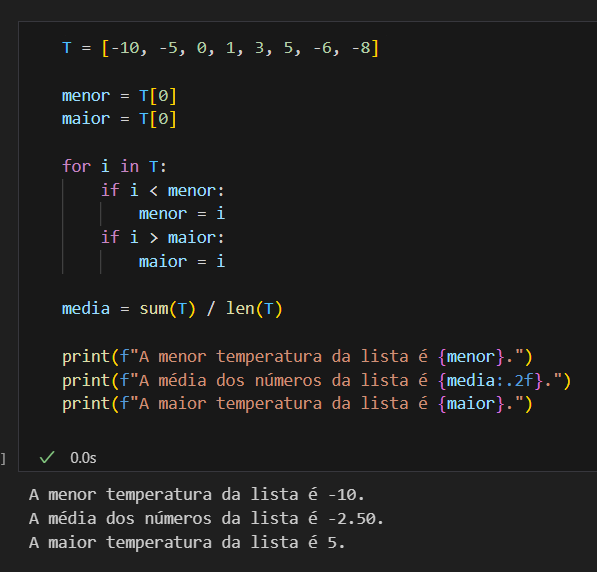 T = [-10, -5, 0, 1, 3, 5, -6, -8]
menor = T[0]
maior = T[0]
for i in T:
    if i < menor:
        menor = i
    if i > maior:
        maior = i
media = sum(T) / len(T)
print(f"A menor temperatura da lista é {menor}.")
print(f"A média dos números da lista é {media:.2f}.")
print(f"A maior temperatura da lista é {maior}.")
] 0.0s
A menor temperatura da lista é -10.
A média dos números da lista é -2.50.
A maior temperatura da lista é 5.